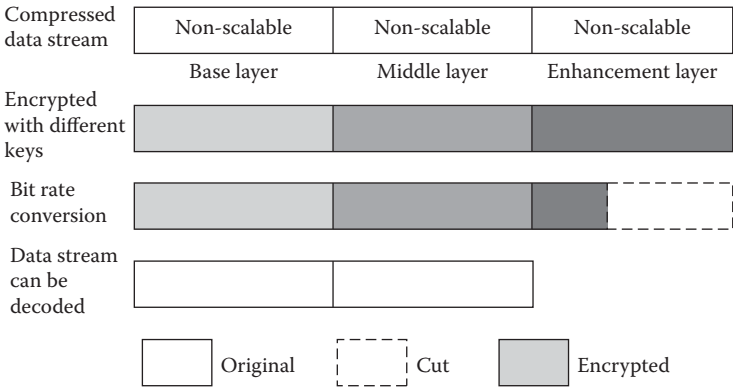 Compressed
data stream
Non-scalable
Non-scalable
Non-scalable
Base layer
Middle layer
Enhancement layer
Encrypted
with different
keys
Bit rate
conversion
Data stream
can be
decoded
Original
Cut
Encrypted